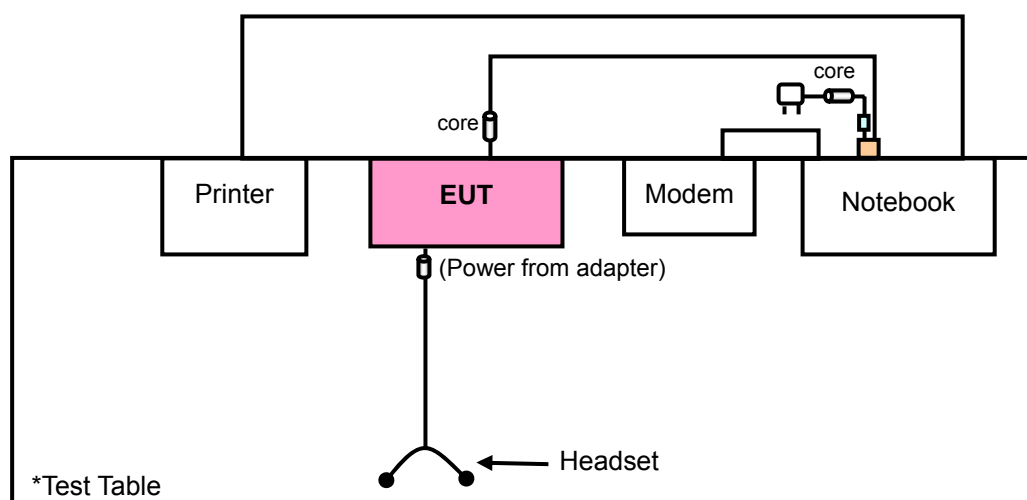 core
core
Printer
EUT
Modem
Notebook
(Power from adapter)
Headset
*Test Table